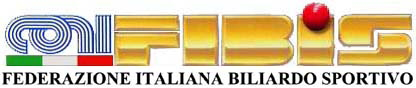 CONI FIBiS
FEDERAZIONE ITALIANA BILIARDO SPORTIVO